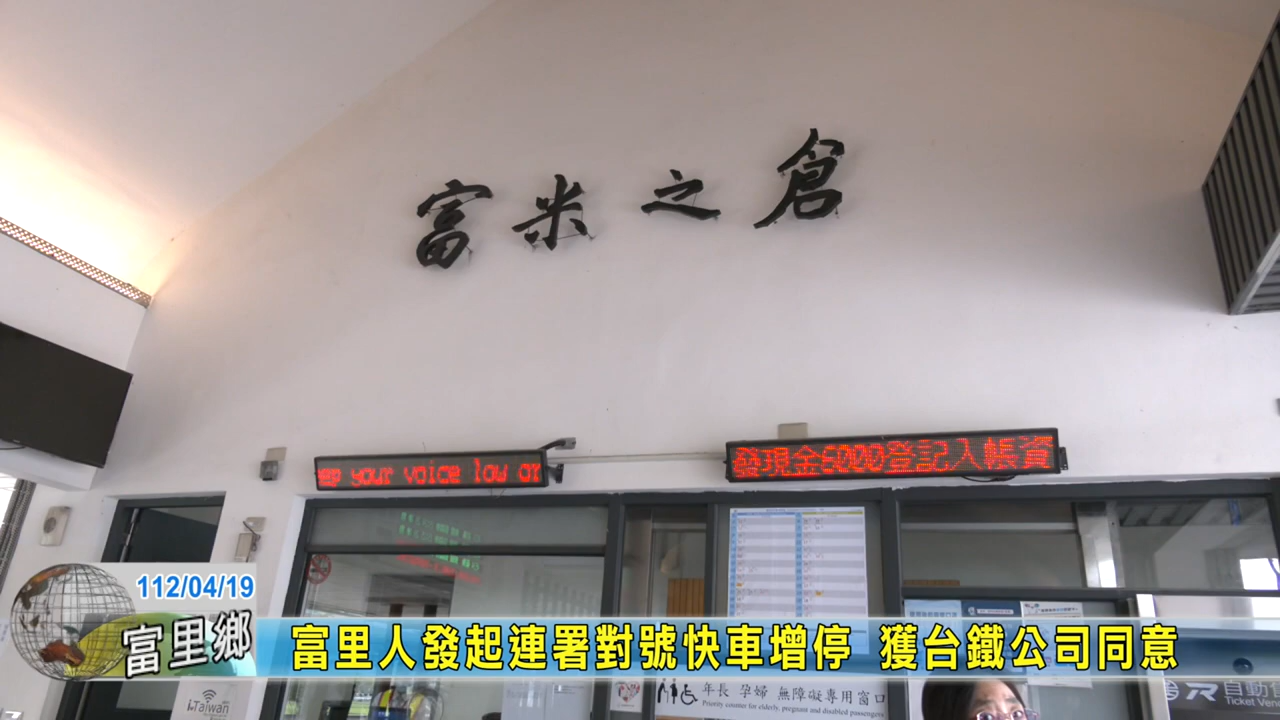 富米之倉
your voice low
發現金6000登記入帳資
112/04/19
富里鄉
富里人發起連署對號快車增停 獲台鐵公司同意
iTaiwan
年長 孕婦 無障礙專用窗口
Priority counter for elderly, pregnant and disabled passengers
自動
Ticket